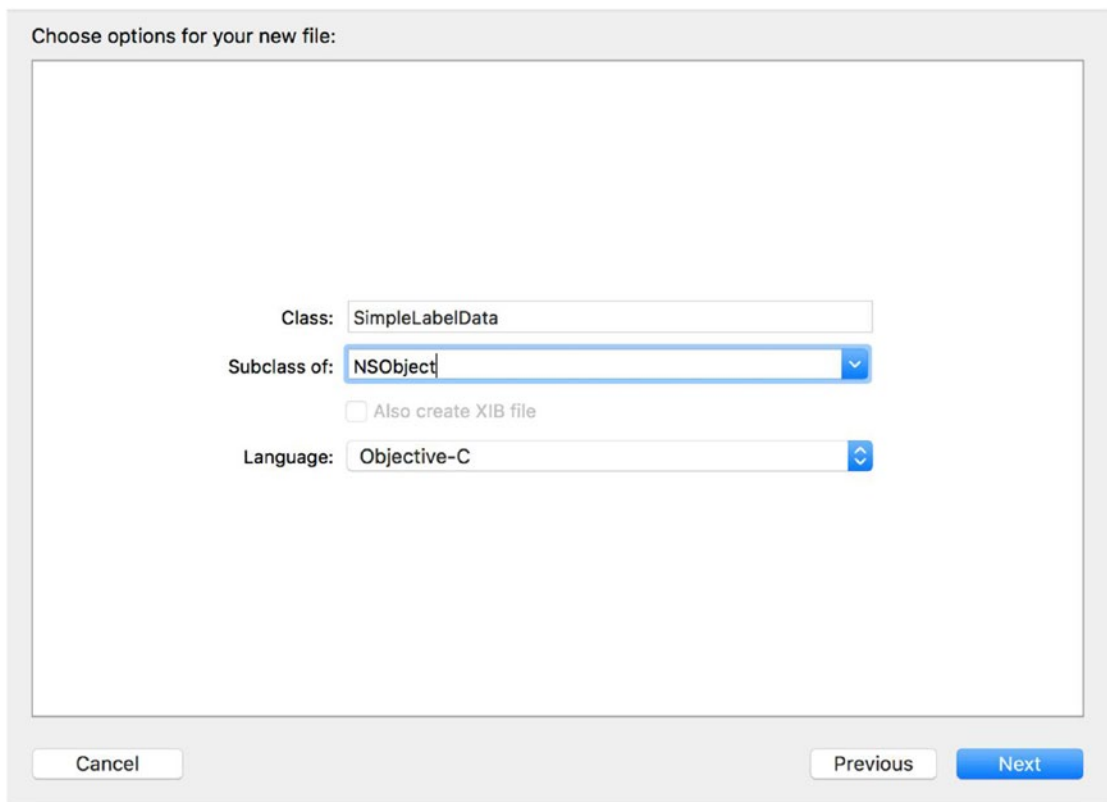 Choose options for your new file:
Class: SimpleLabelData
Subclass of: NSObject
Also create XIB file
Language: Objective-C
Cancel Previous Next